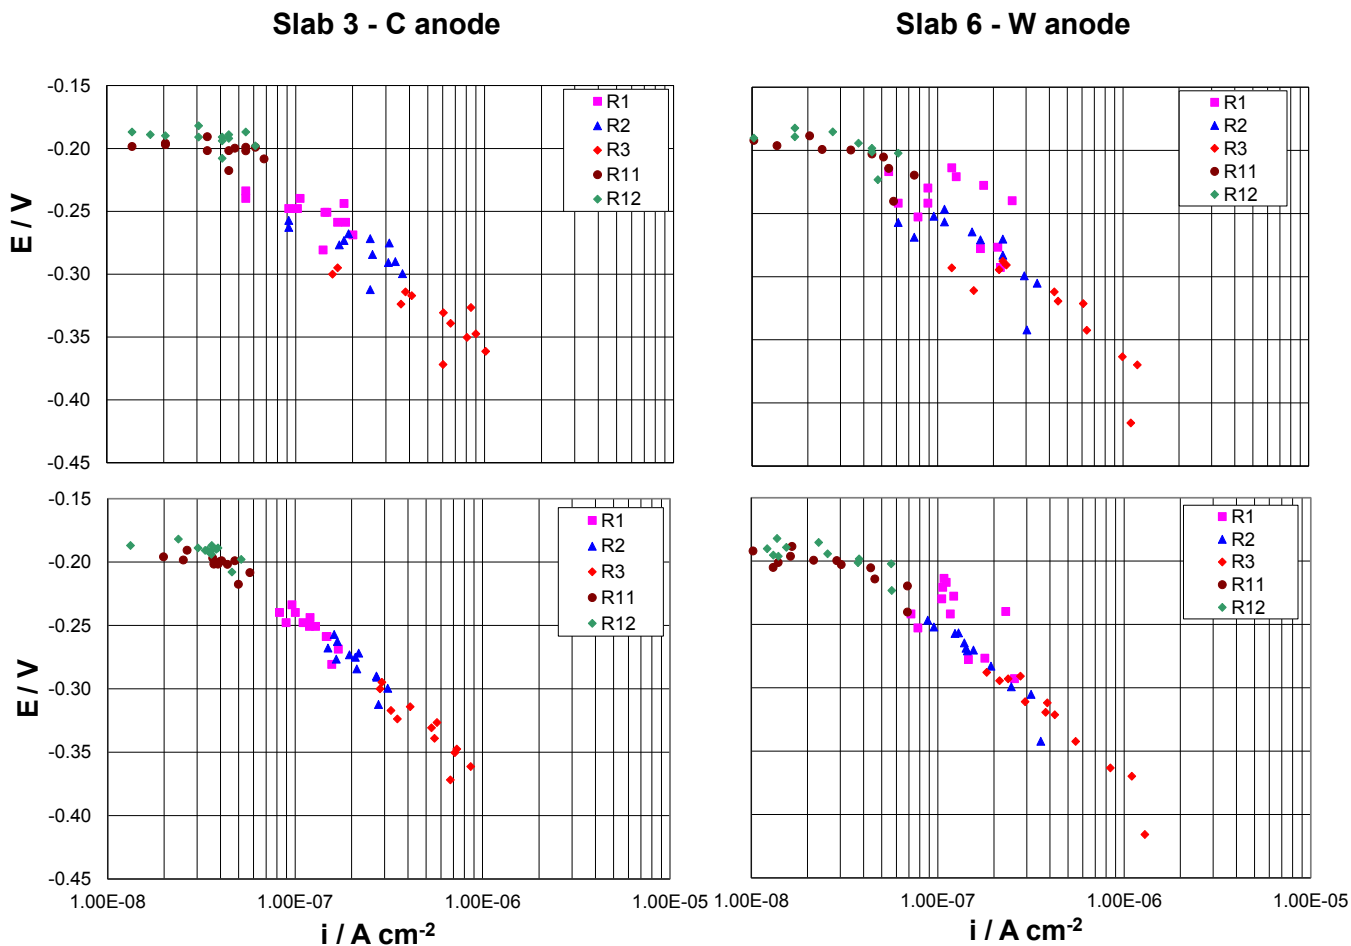 Slab 3 - C anode
Slab 6 - W anode
-0.15
-0.20
-0.25
-0.30
-0.35
-0.40
-0.45
E / V
R1
R2
R3
R11
R12
R1
R2
R3
R11
R12
-0.15
-0.20
-0.25
-0.30
-0.35
-0.40
-0.45
E / V
R1
R2
R3
R11
R12
R1
R2
R3
R11
R12
1.00E-08
1.00E-07
1.00E-06
1.00E-05
1.00E-08
1.00E-07
1.00E-06
1.00E-05
i / A cm-2
i / A cm-2